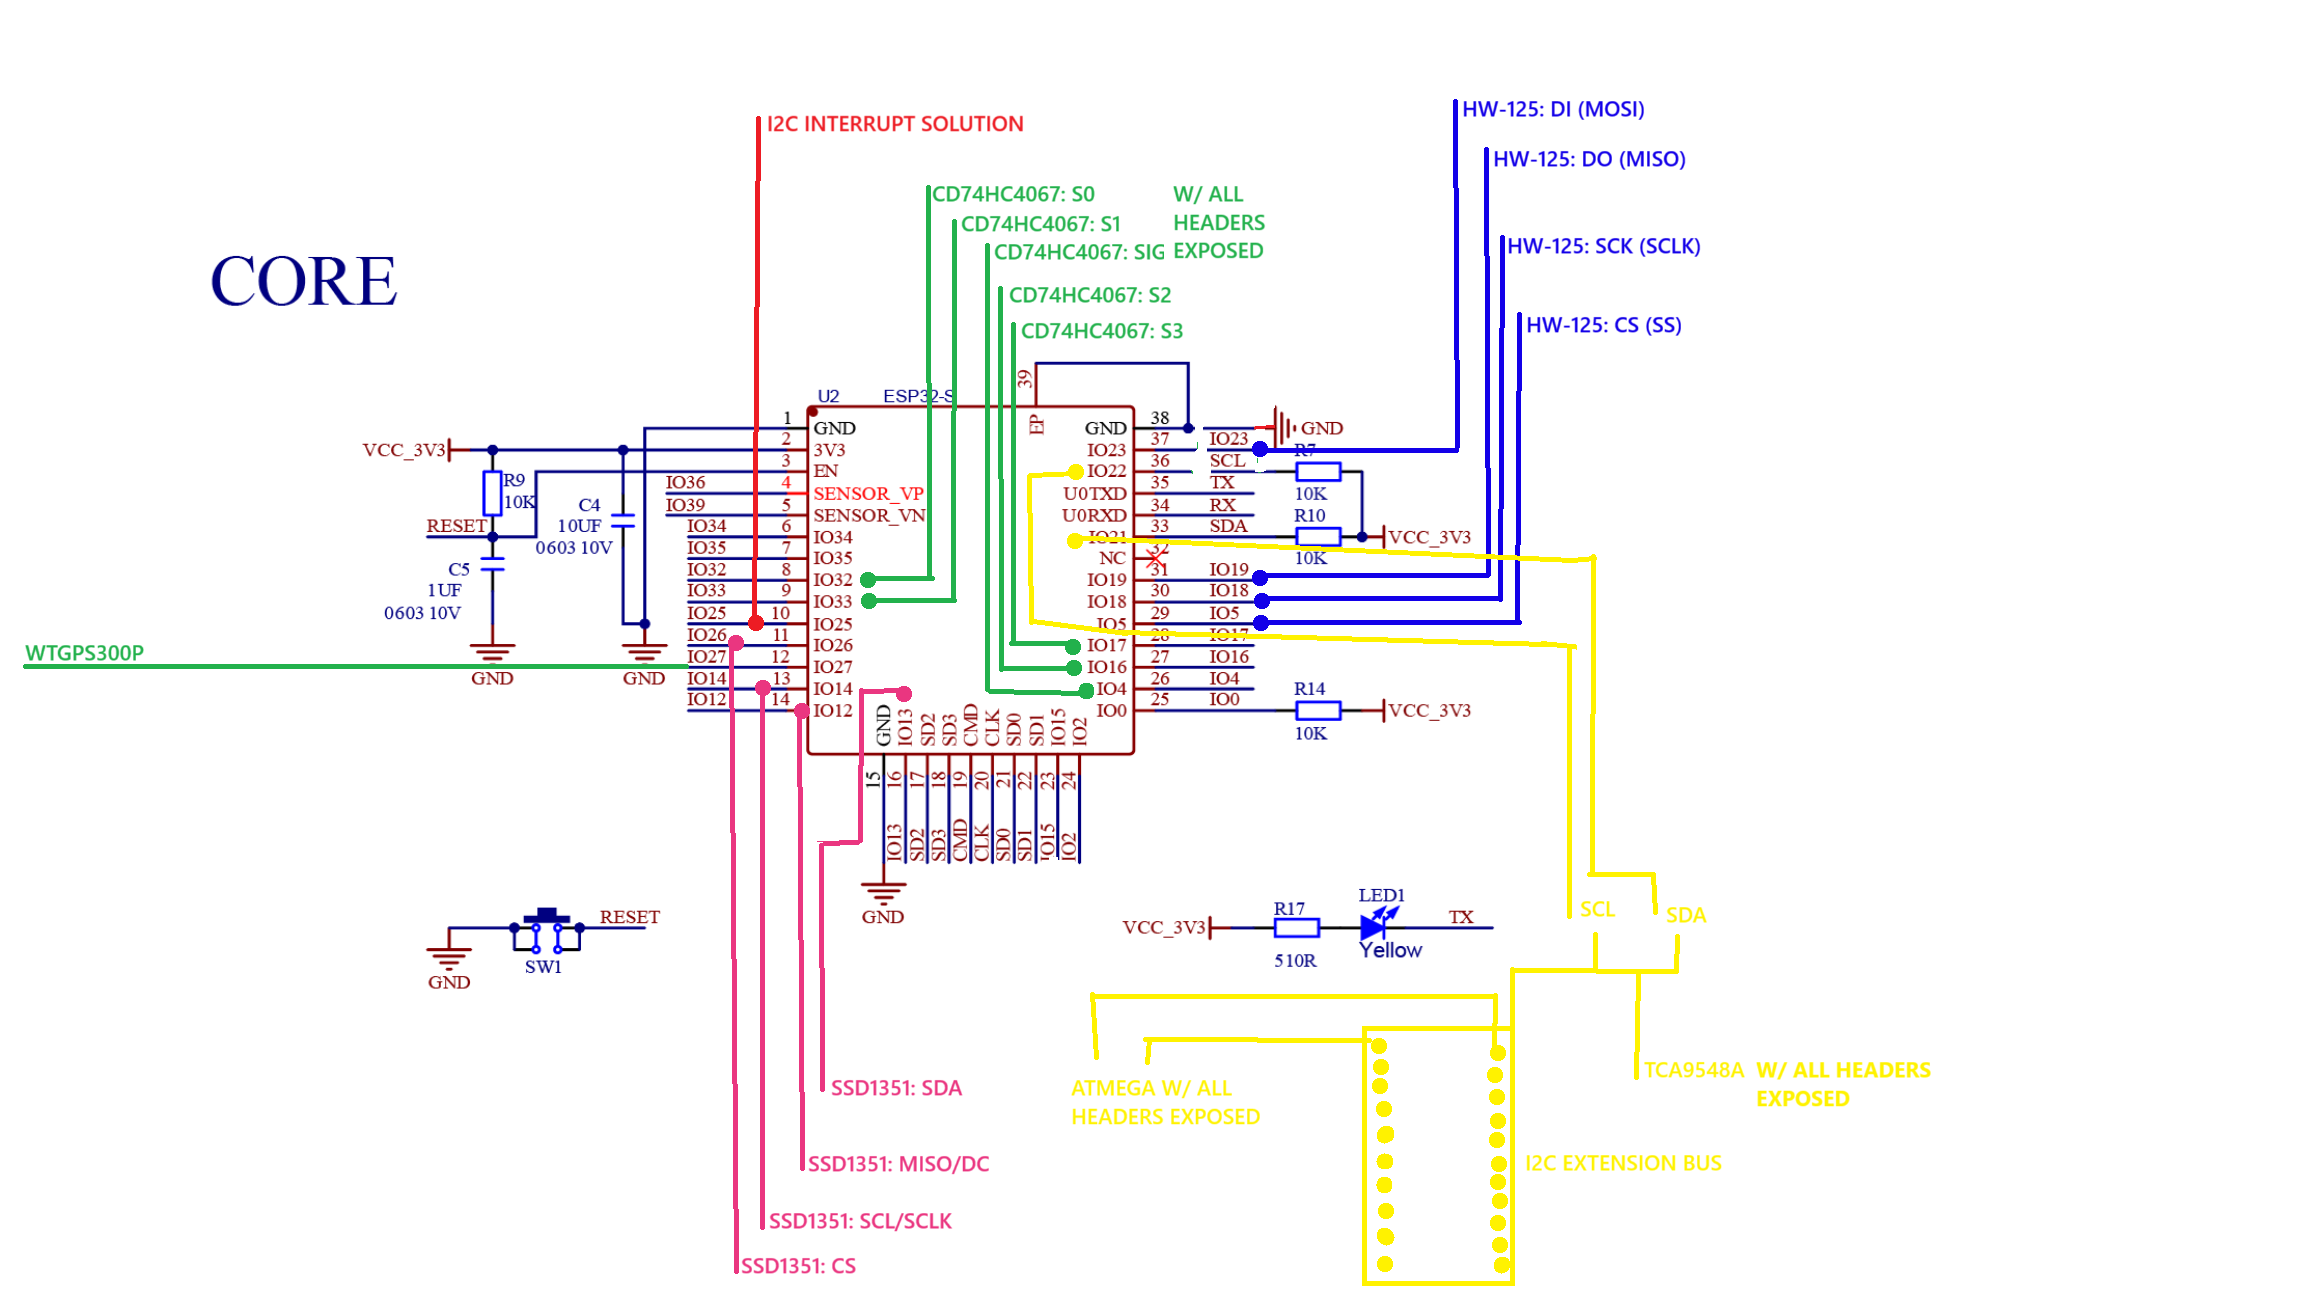 HW-125: DI (MOSI)
I2C INTERRUPT SOLUTION
HW-125: DO (MISO)
CD74HC4067: S0
W/ ALL
HEADERS
EXPOSED
CD74HC4067: S1
CD74HC4067: SIG
HW-125: SCK (SCLK)
CORE
CD74HC4067: S2
CD74HC4067: S3
HW-125: CS (SS)
U2
ESP32-S
39
EP
1
GND
2
3V3
3
EN
IO36
4
SENSOR_VP
IO39
5
SENSOR_VN
IO34
6
IO34
IO35
7
IO35
IO32
8
IO32
IO33
9
IO33
IO25
10
IO25
IO26
11
IO26
IO27
12
IO27
IO14
13
IO14
IO12
14
IO12
GND
38
GND
IO23
37
IO23
IO22
36
SCL
U0TXD
35
TX
U0RXD
34
RX
IO21
33
SDA
NC
32
IO19
31
IO19
IO18
30
IO18
IO5
29
IO5
IO17
28
IO17
IO16
27
IO16
IO4
26
IO4
IO0
25
IO0
VCC_3V3
R9
10K
C4
10UF
0603 10V
RESET
C5
1UF
0603 10V
GND
GND
R7
10K
R10
10K
VCC_3V3
R14
10K
VCC_3V3
WTGPS300P
GND
IO13
SD2
SD3
CMD
CLK
SD0
SD1
IO15
IO2
15
16
17
18
19
20
21
22
23
24
IO13
SD2
SD3
CMD
CLK
SD0
SD1
IO15
IO2
GND
RESET
SW1
GND
VCC_3V3
R17
510R
LED1
Yellow
TX
SCL
SDA
SSD1351: SDA
ATMEGA W/ ALL
HEADERS EXPOSED
TCA9548A W/ ALL HEADERS
EXPOSED
SSD1351: MISO/DC
I2C EXTENSION BUS
SSD1351: SCL/SCLK
SSD1351: CS